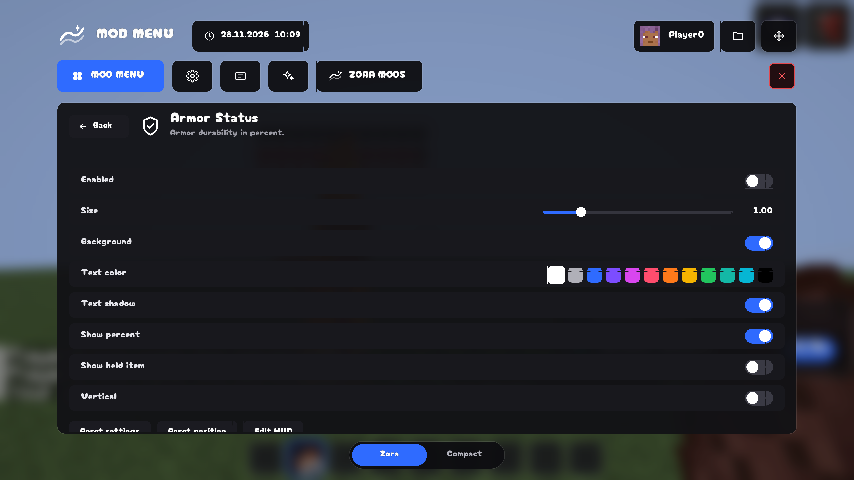 MOD MENU
28.11.2026 10:09
Player0
MOD MENU
ZORA MODS
Back
Armor Status
Armor durability in percent.
Enabled
Size
1.00
Background
Text color
Text shadow
Show percent
Show held item
Vertical
Reset settings
Reset position
Edit HUD
Zora
Compact